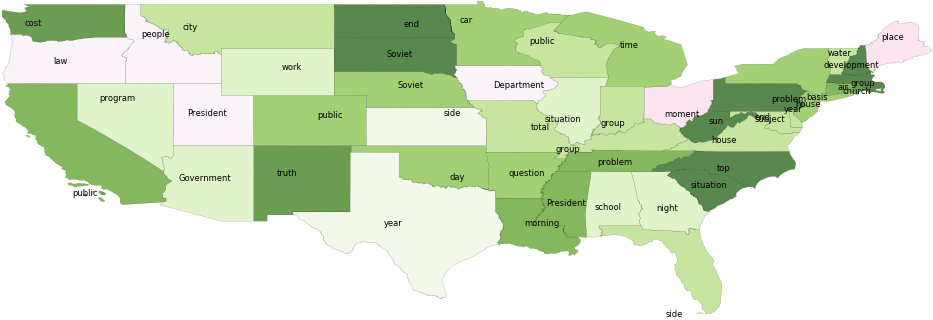 cost
people
city
end
car
public
time
water
place
law
work
Soviet
development
program
President
public
Soviet
side
Department
total
situation
group
group
moment
problem
air
group
church
basis
house
year
sun
subject
house
Government
truth
day
question
problem
top
situation
year
morning
President
school
night
public
side